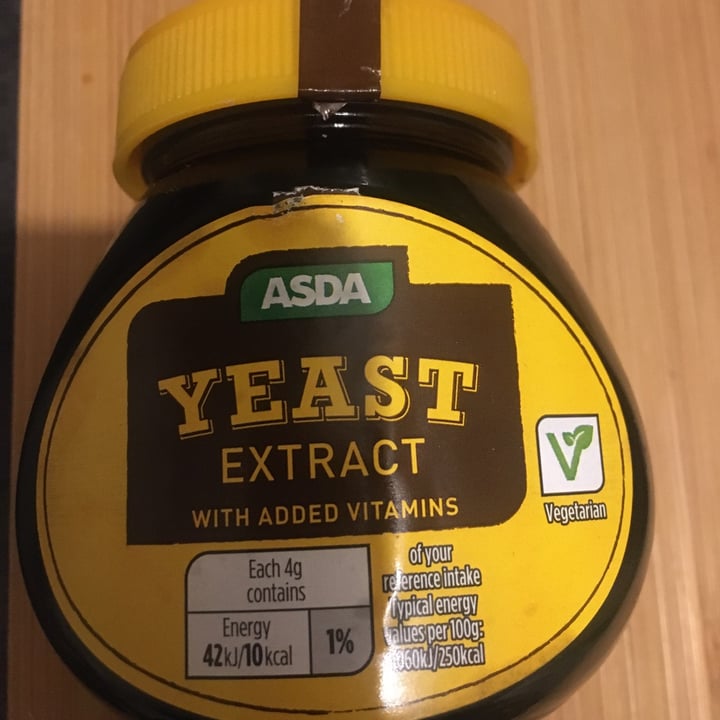 ASDA
YEAST
EXTRACT
WITH ADDED VITAMINS
V
Vegetarian
Each 4g
contains
Energy
42kJ/10kcal
1%
of your
reference intake
Typical energy
values per 100g:
/250kcal